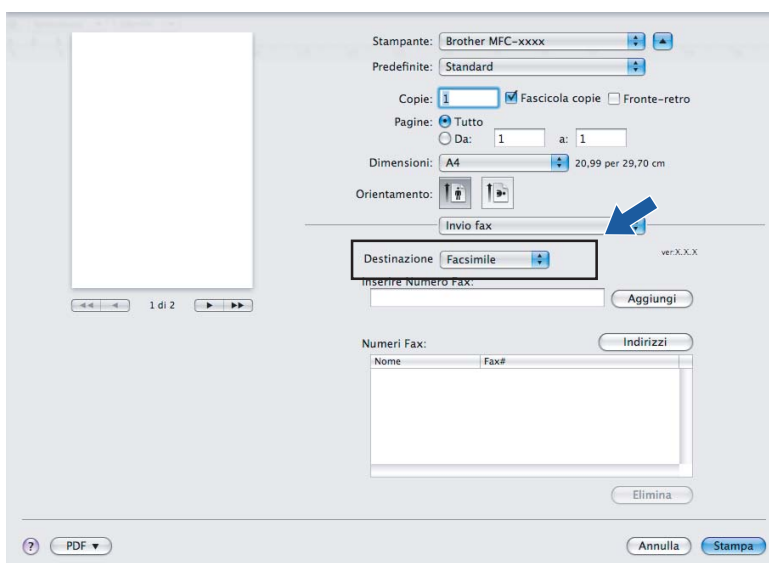 Stampante: Brother MFC-xxxx
Predefinite: Standard
Copie: 1 Fascicola copie Fronte-retro
Pagine: Tutto
Da: 1 a: 1
Dimensioni: A4 20,99 per 29,70 cm
Orientamento:
Invio fax
Destinazione Facsimile ver.X.X.X
Inserire Numero Fax:
1 di 2 Aggiungi
Numeri Fax: Indirizzi
Nome Fax#
Elimina
? PDF ▼ Annulla Stampa